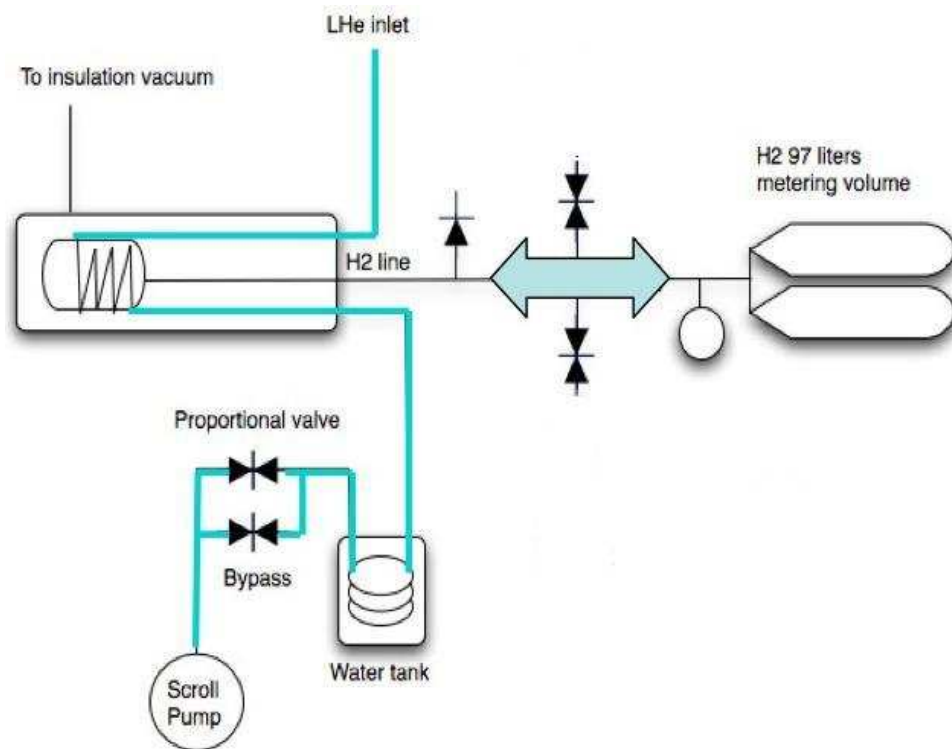 LHe inlet
To insulation vacuum
H2 97 liters
metering volume
H2 line
Proportional valve
Bypass
Water tank
Scroll
Pump